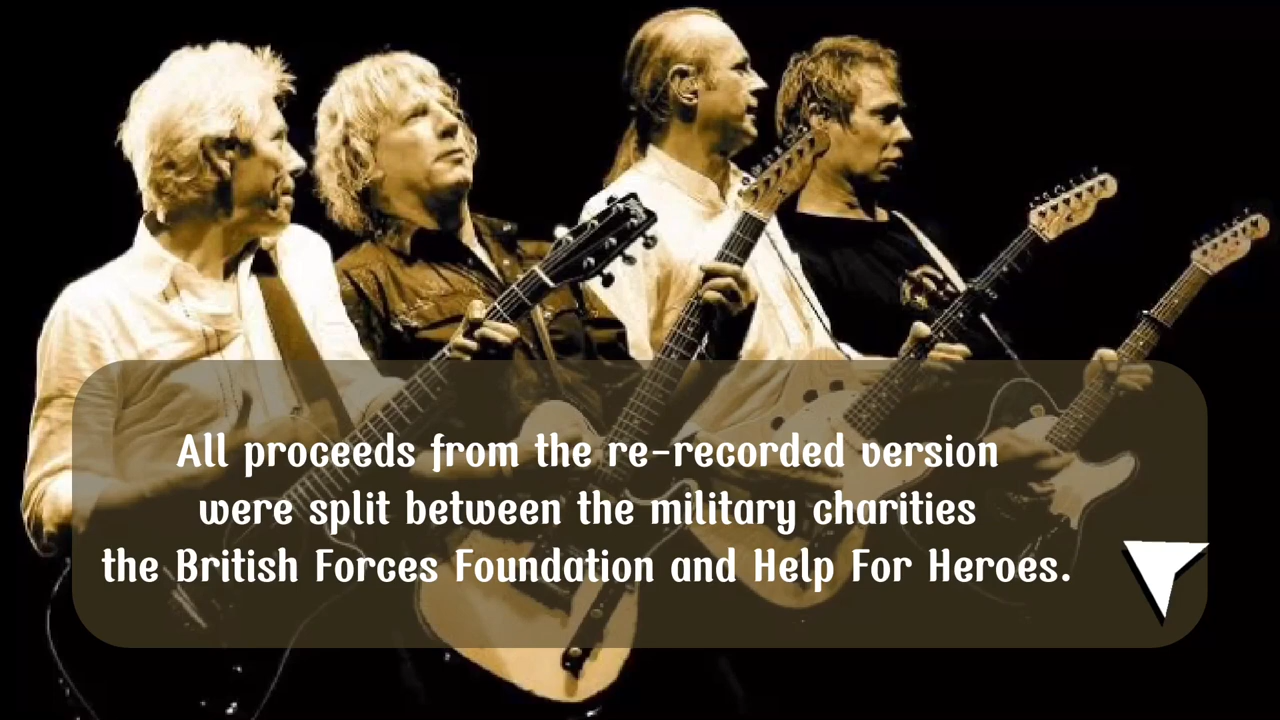 All proceeds from the re-recorded version
were split between the military charities
the British Forces Foundation and Help For Heroes.